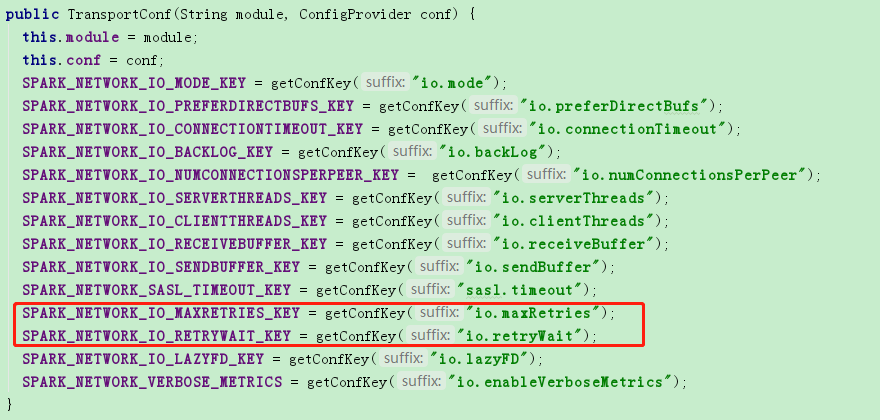 public TransportConf(String module, ConfigProvider conf) {
this.module = module;
this.conf = conf;
SPARK_NETWORK_IO_MODE_KEY = getConfKey( suffix: "io.mode");
SPARK_NETWORK_IO_PREFERDIRECTBUFS_KEY = getConfKey( suffix: "io.preferDirectBufs");
SPARK_NETWORK_IO_CONNECTIONTIMEOUT_KEY = getConfKey( suffix: "io.connectionTimeout");
SPARK_NETWORK_IO_BACKLOG_KEY = getConfKey( suffix: "io.backLog");
SPARK_NETWORK_IO_NUMCONNECTIONSPERPEER_KEY =  getConfKey( suffix: "io.numConnectionsPerPeer");
SPARK_NETWORK_IO_SERVERTHREADS_KEY = getConfKey( suffix: "io.serverThreads");
SPARK_NETWORK_IO_CLIENTTHREADS_KEY = getConfKey( suffix: "io.clientThreads");
SPARK_NETWORK_IO_RECEIVEBUFFER_KEY = getConfKey( suffix: "io.receiveBuffer");
SPARK_NETWORK_IO_SENDBUFFER_KEY = getConfKey( suffix: "io.sendBuffer");
SPARK_NETWORK_SASL_TIMEOUT_KEY = getConfKey( suffix: "sasl.timeout");
SPARK_NETWORK_IO_MAXRETRIES_KEY = getConfKey( suffix: "io.maxRetries");
SPARK_NETWORK_IO_RETRYWAIT_KEY = getConfKey( suffix: "io.retryWait");
SPARK_NETWORK_IO_LAZYFD_KEY = getConfKey( suffix: "io.lazyFD");
SPARK_NETWORK_VERBOSE_METRICS = getConfKey( suffix: "io.enableVerboseMetrics");
}